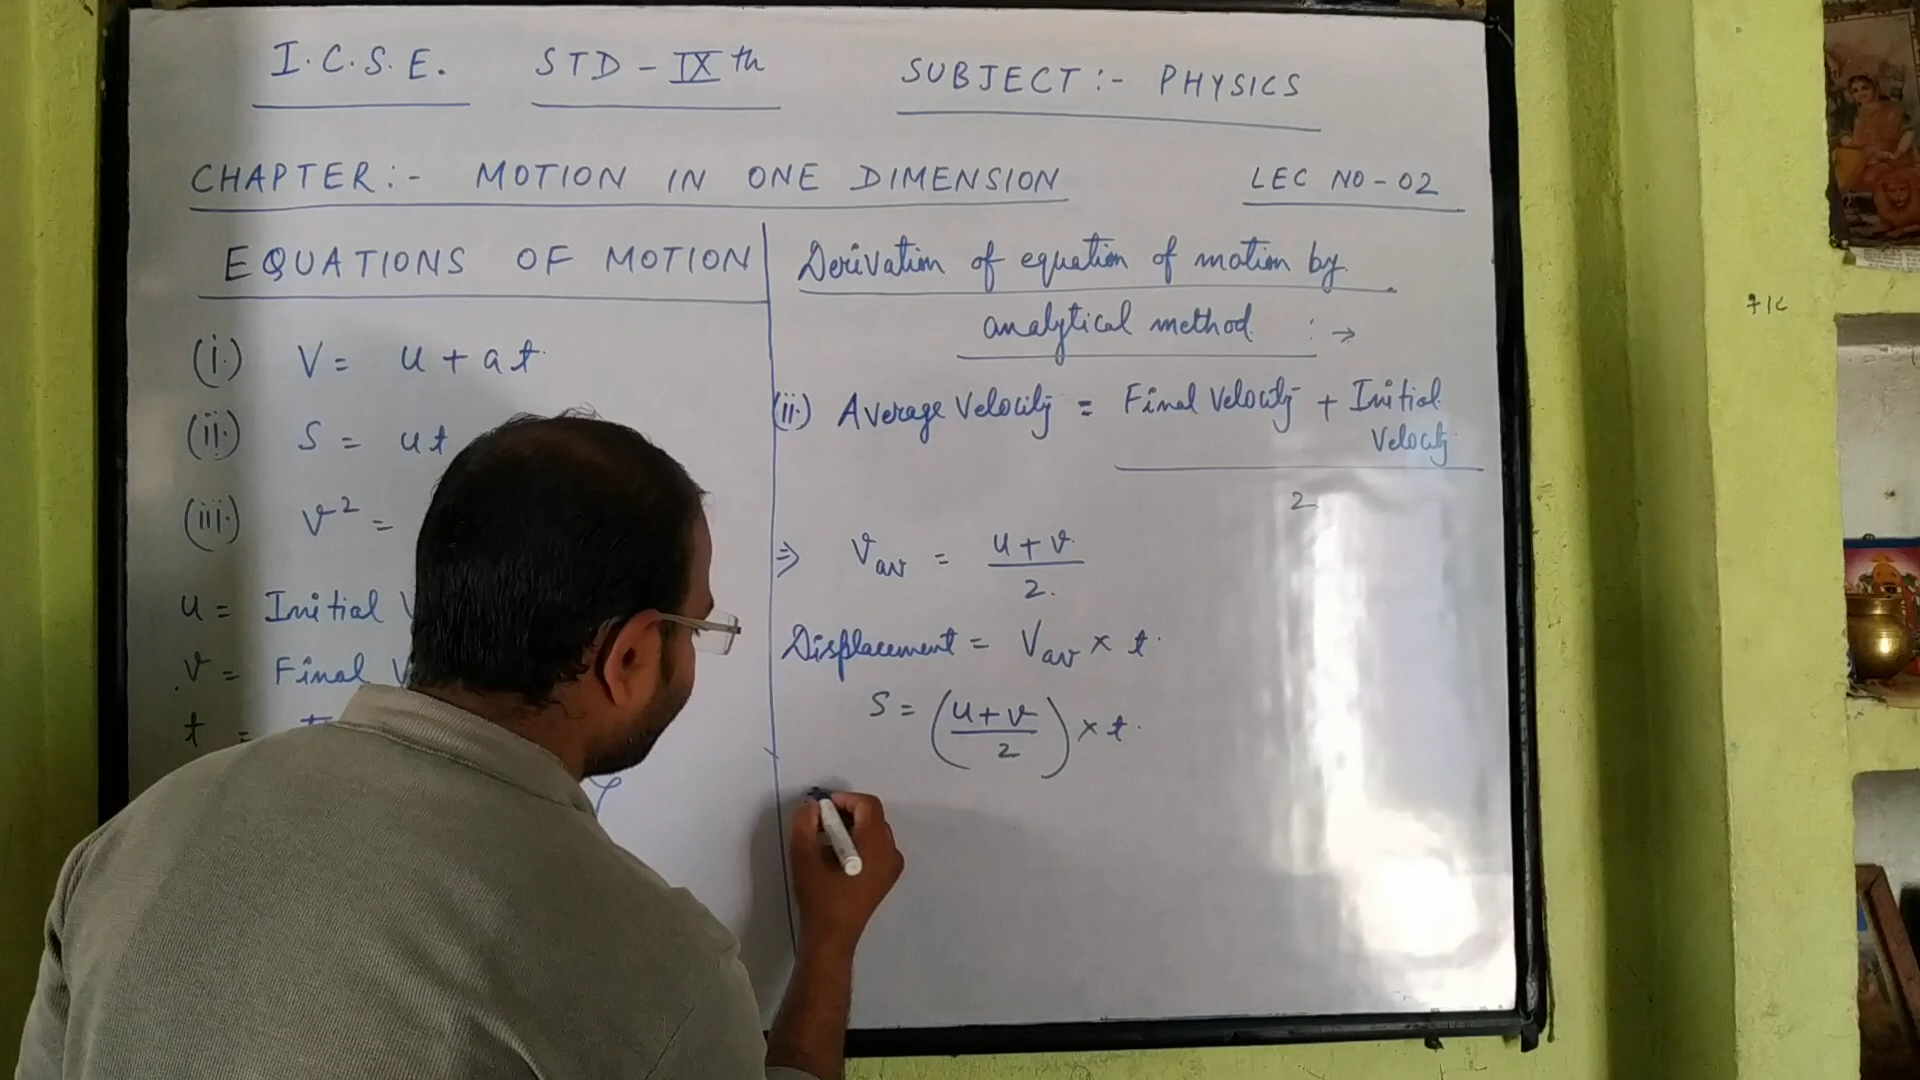 I.C.S.E. STD - IXth SUBJECT:- PHYSICS
CHAPTER:- MOTION IN ONE DIMENSION LEC NO-02
EQUATIONS OF MOTION
(i.) V = u + at
(ii.) S = ut
(iii.) v² =
u = Initial
v = Final
t =
Derivation of equation of motion by
analytical method :→
(ii.) Average Velocity = Final Velocity + Initial
Velocity
2
⇒ Vav = u + v
2.
Displacement = Vav × t.
S = (u+v
2) × t.